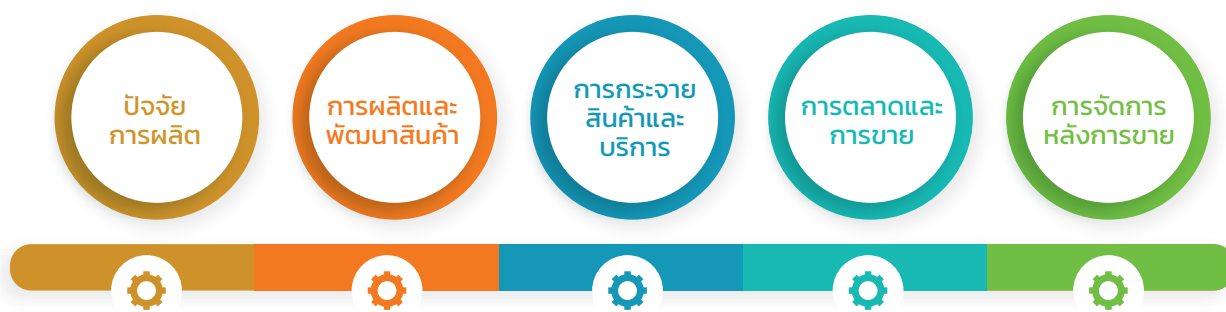 ปัจจัย
การผลิต
การผลิตและ
พัฒนาสินค้า
การกระจาย
สินค้าและ
บริการ
การตลาดและ
การขาย
การจัดการ
หลังการขาย